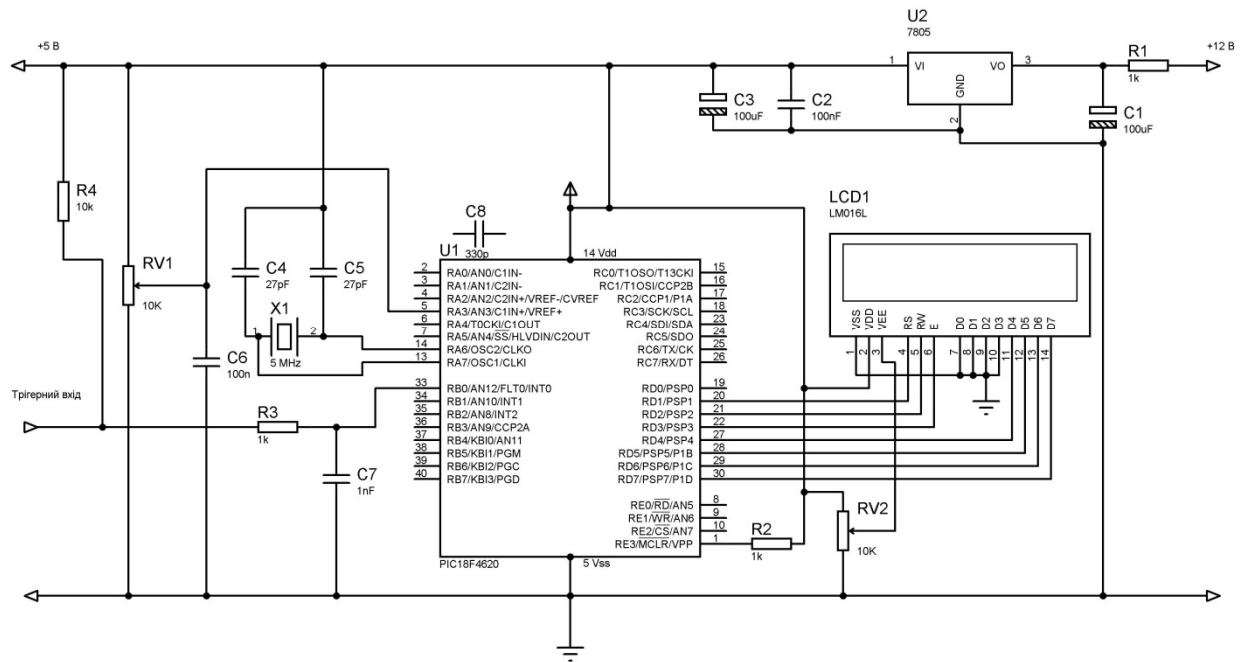 +5 В
U2
7805
+12 В
1
VI
VO
3
GND
2
R1
1k
C3
100uF
C2
100nF
C1
100uF
R4
10k
RV1
10K
C4
27pF
C5
27pF
X1
1
2
5 MHz
C6
100n
C8
330p
LCD1
LM016L
VSS
VDD
VEE
RS
RW
E
D0
D1
D2
D3
D4
D5
D6
D7
1
2
3
4
5
6
7
8
9
10
11
12
13
14
U1
14 Vdd
2 RA0/AN0/C1IN-
3 RA1/AN1/C2IN-
4 RA2/AN2/C2IN+/VREF-/CVREF
5 RA3/AN3/C1IN+/VREF+
6 RA4/T0CKI/C1OUT
7 RA5/AN4/SS/HLVDIN/C2OUT
14 RA6/OSC2/CLKO
13 RA7/OSC1/CLKI
33 RB0/AN12/FLT0/INT0
34 RB1/AN10/INT1
35 RB2/AN8/INT2
36 RB3/AN9/CCP2A
37 RB4/KBI0/AN11
38 RB5/KBI1/PGM
39 RB6/KBI2/PGC
40 RB7/KBI3/PGD
RC0/T1OSO/T13CKI 15
RC1/T1OSI/CCP2B 16
RC2/CCP1/P1A 17
RC3/SCK/SCL 18
RC4/SDI/SDA 23
RC5/SDO 24
RC6/TX/CK 25
RC7/RX/DT 26
RD0/PSP0 19
RD1/PSP1 20
RD2/PSP2 21
RD3/PSP3 22
RD4/PSP4 27
RD5/PSP5/P1B 28
RD6/PSP6/P1C 29
RD7/PSP7/P1D 30
RE0/RD/AN5 8
RE1/WR/AN6 9
RE2/CS/AN7 10
RE3/MCLR/VPP 1
PIC18F4620
5 Vss
Трігерний вхід
R3
1k
C7
1nF
R2
1k
RV2
10K